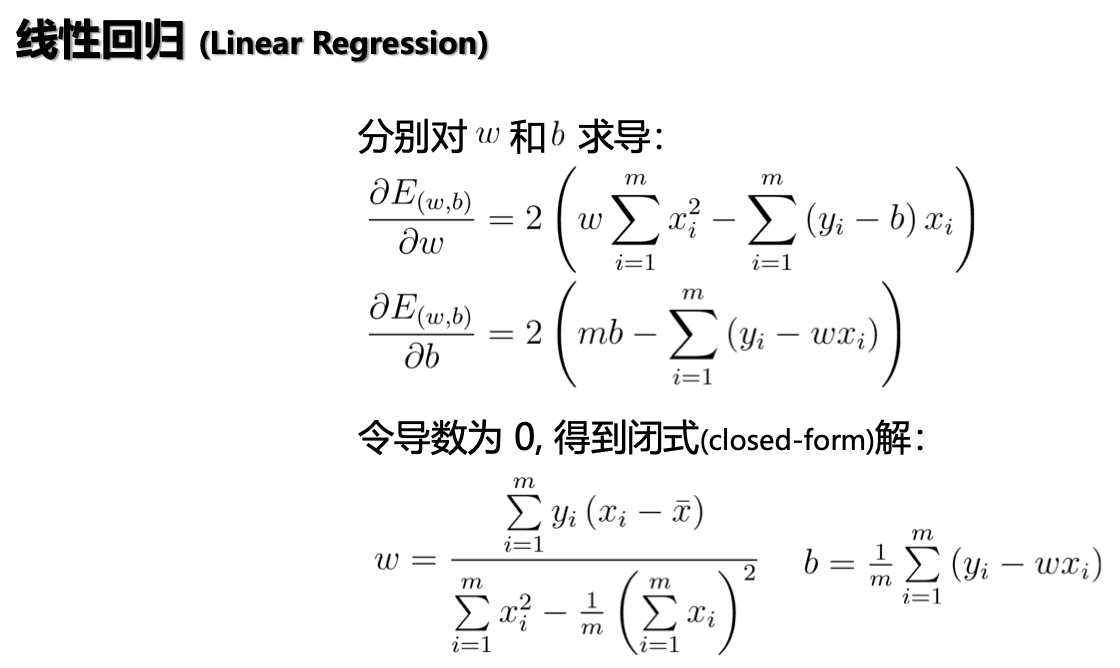 线性回归 (Linear Regression)
分别对 w 和 b 求导：
\frac{\partial E_{(w,b)}}{\partial w} = 2 \left( w \sum_{i=1}^{m} x_i^2 - \sum_{i=1}^{m} (y_i - b) x_i \right)
\frac{\partial E_{(w,b)}}{\partial b} = 2 \left( mb - \sum_{i=1}^{m} (y_i - wx_i) \right)
令导数为 0, 得到闭式(closed-form)解：
w = \frac{\sum_{i=1}^{m} y_i (x_i - \bar{x})}{\sum_{i=1}^{m} x_i^2 - \frac{1}{m} \left( \sum_{i=1}^{m} x_i \right)^2} b = \frac{1}{m} \sum_{i=1}^{m} (y_i - wx_i)